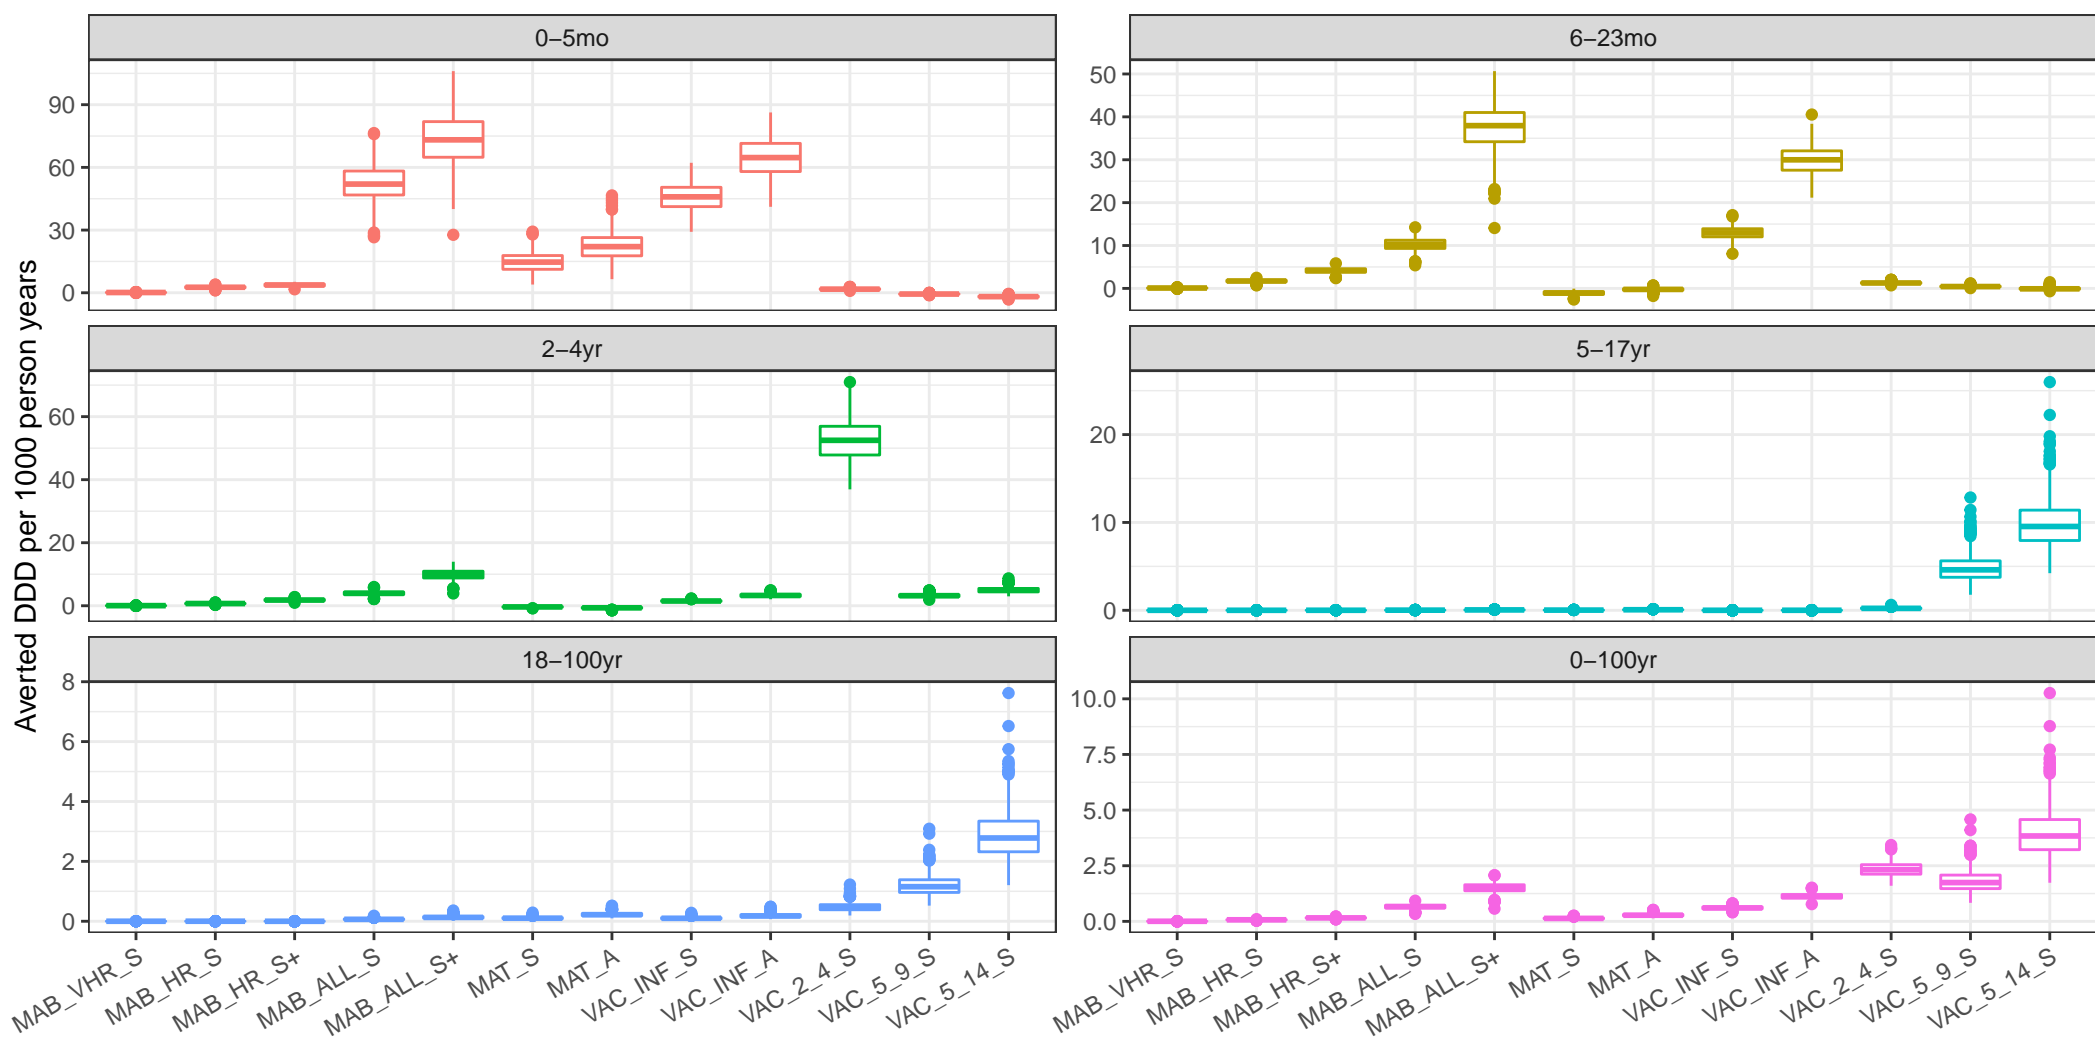 Averted DDD per 1000 person years
0–5mo
90
60
30
0
6–23mo
50
40
30
20
10
0
2–4yr
60
40
20
0
5–17yr
20
10
0
18–100yr
8
6
4
2
0
0–100yr
10.0
7.5
5.0
2.5
0.0
MAB_VHR_S
MAB_HR_S
MAB_HR_S+
MAB_ALL_S
MAB_ALL_S+
MAT_S
MAT_A
VAC_INF_S
VAC_INF_A
VAC_2_4_S
VAC_5_9_S
VAC_5_14_S
MAB_VHR_S
MAB_HR_S
MAB_HR_S+
MAB_ALL_S
MAB_ALL_S+
MAT_S
MAT_A
VAC_INF_S
VAC_INF_A
VAC_2_4_S
VAC_5_9_S
VAC_5_14_S